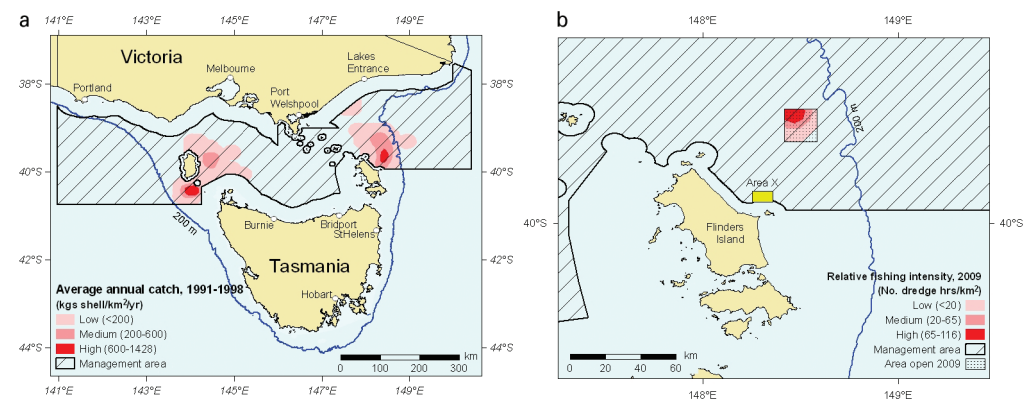 a
141°E 143°E 145°E 147°E 149°E
Victoria
Melbourne
Lakes
Entrance
Port
Welshpool
Portland
38°S
38°S
40°S
40°S
200 m
Burnie
Bridport
StHelens
42°S
42°S
Tasmania
Hobart
Average annual catch, 1991-1998
(kgs shell/km²/yr)
Low (<200)
Medium (200-600)
High (600-1428)
Management area
44°S
44°S
km
0 100 200 300
141°E 143°E 145°E 147°E 149°E
b
148°E 149°E
200 m
Area X
40°S
40°S
Flinders
Island
Relative fishing intensity, 2009
(No. dredge hrs/km²)
Low (<20)
Medium (20-65)
High (65-116)
Management area
Area open 2009
km
0 20 40 60
148°E 149°E